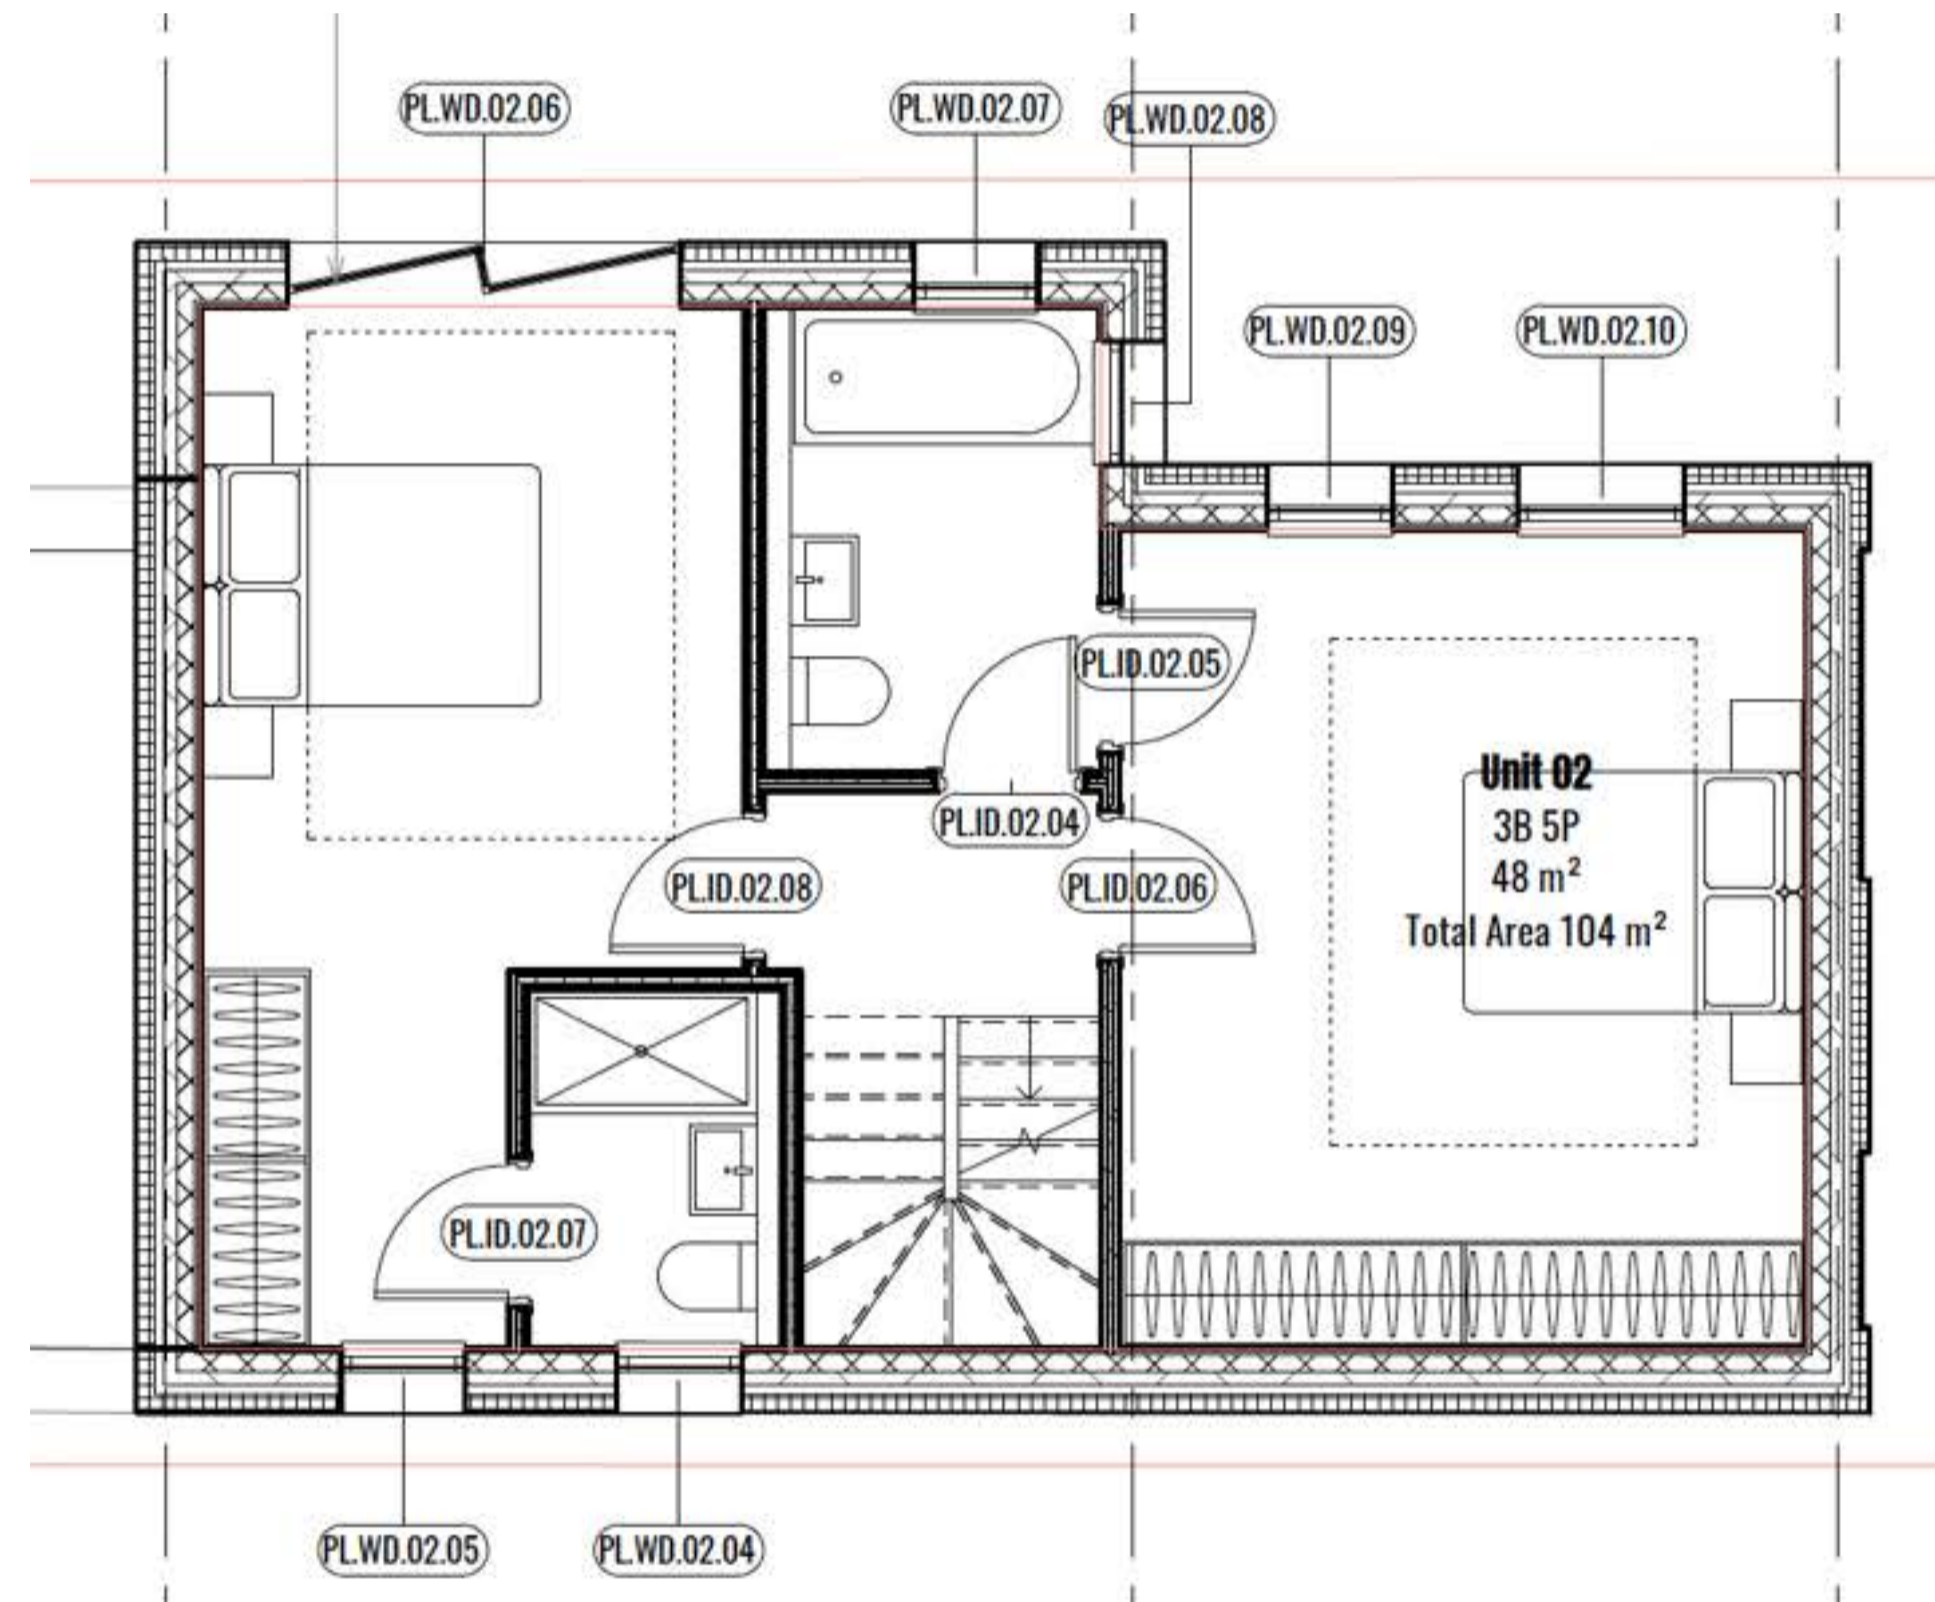 PL.WD.02.06
PL.WD.02.07
PL.WD.02.08
PL.WD.02.09
PL.WD.02.10
PL.ID.02.05
Unit 02
3B 5P
48 m²
Total Area 104 m²
PL.ID.02.04
PL.ID.02.08
PL.ID.02.06
PL.ID.02.07
PL.WD.02.05
PL.WD.02.04